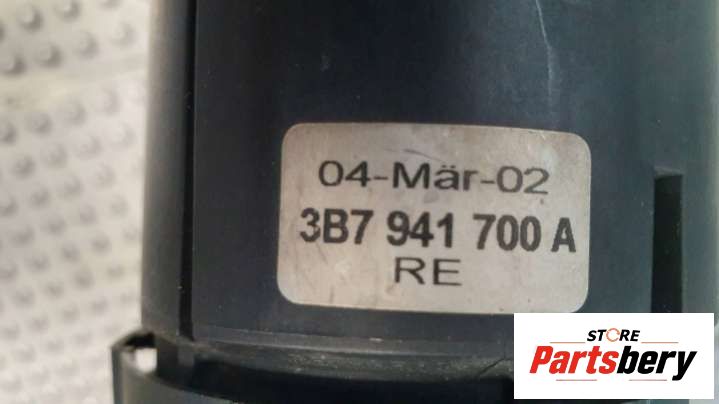 04-Mär-02
3B7 941 700 A
RE
STORE
Partsbery